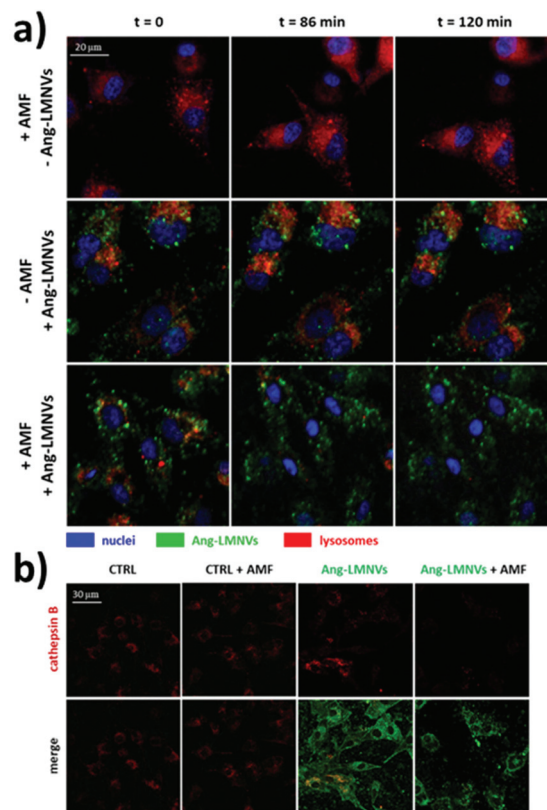 a)
t = 0 t = 86 min t = 120 min
20 μm
+ AMF
- Ang-LMNVs
- AMF
+ Ang-LMNVs
+ AMF
+ Ang-LMNVs
nuclei Ang-LMNVs lysosomes
b)
CTRL CTRL + AMF Ang-LMNVs Ang-LMNVs + AMF
30 μm
cathepsin B
merge